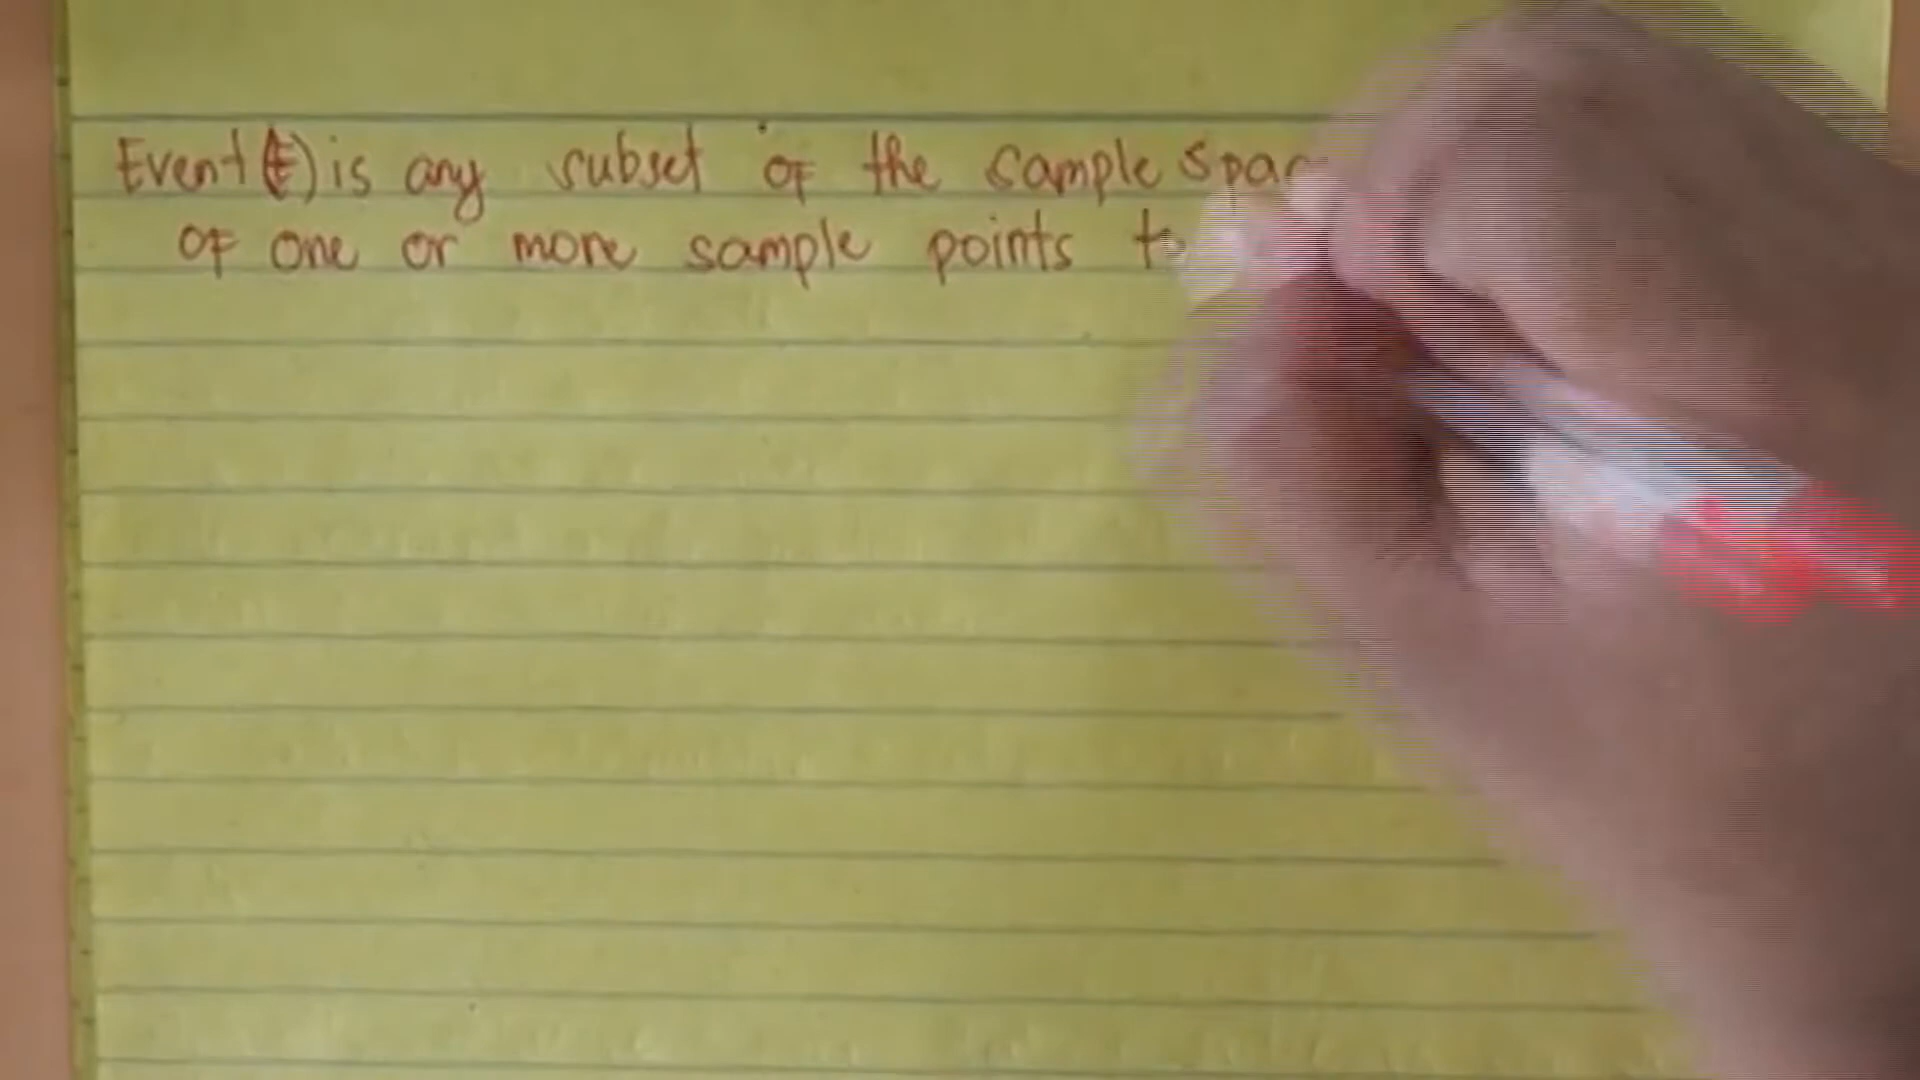 Event (E) is any subset of the sample
of one or more sample points